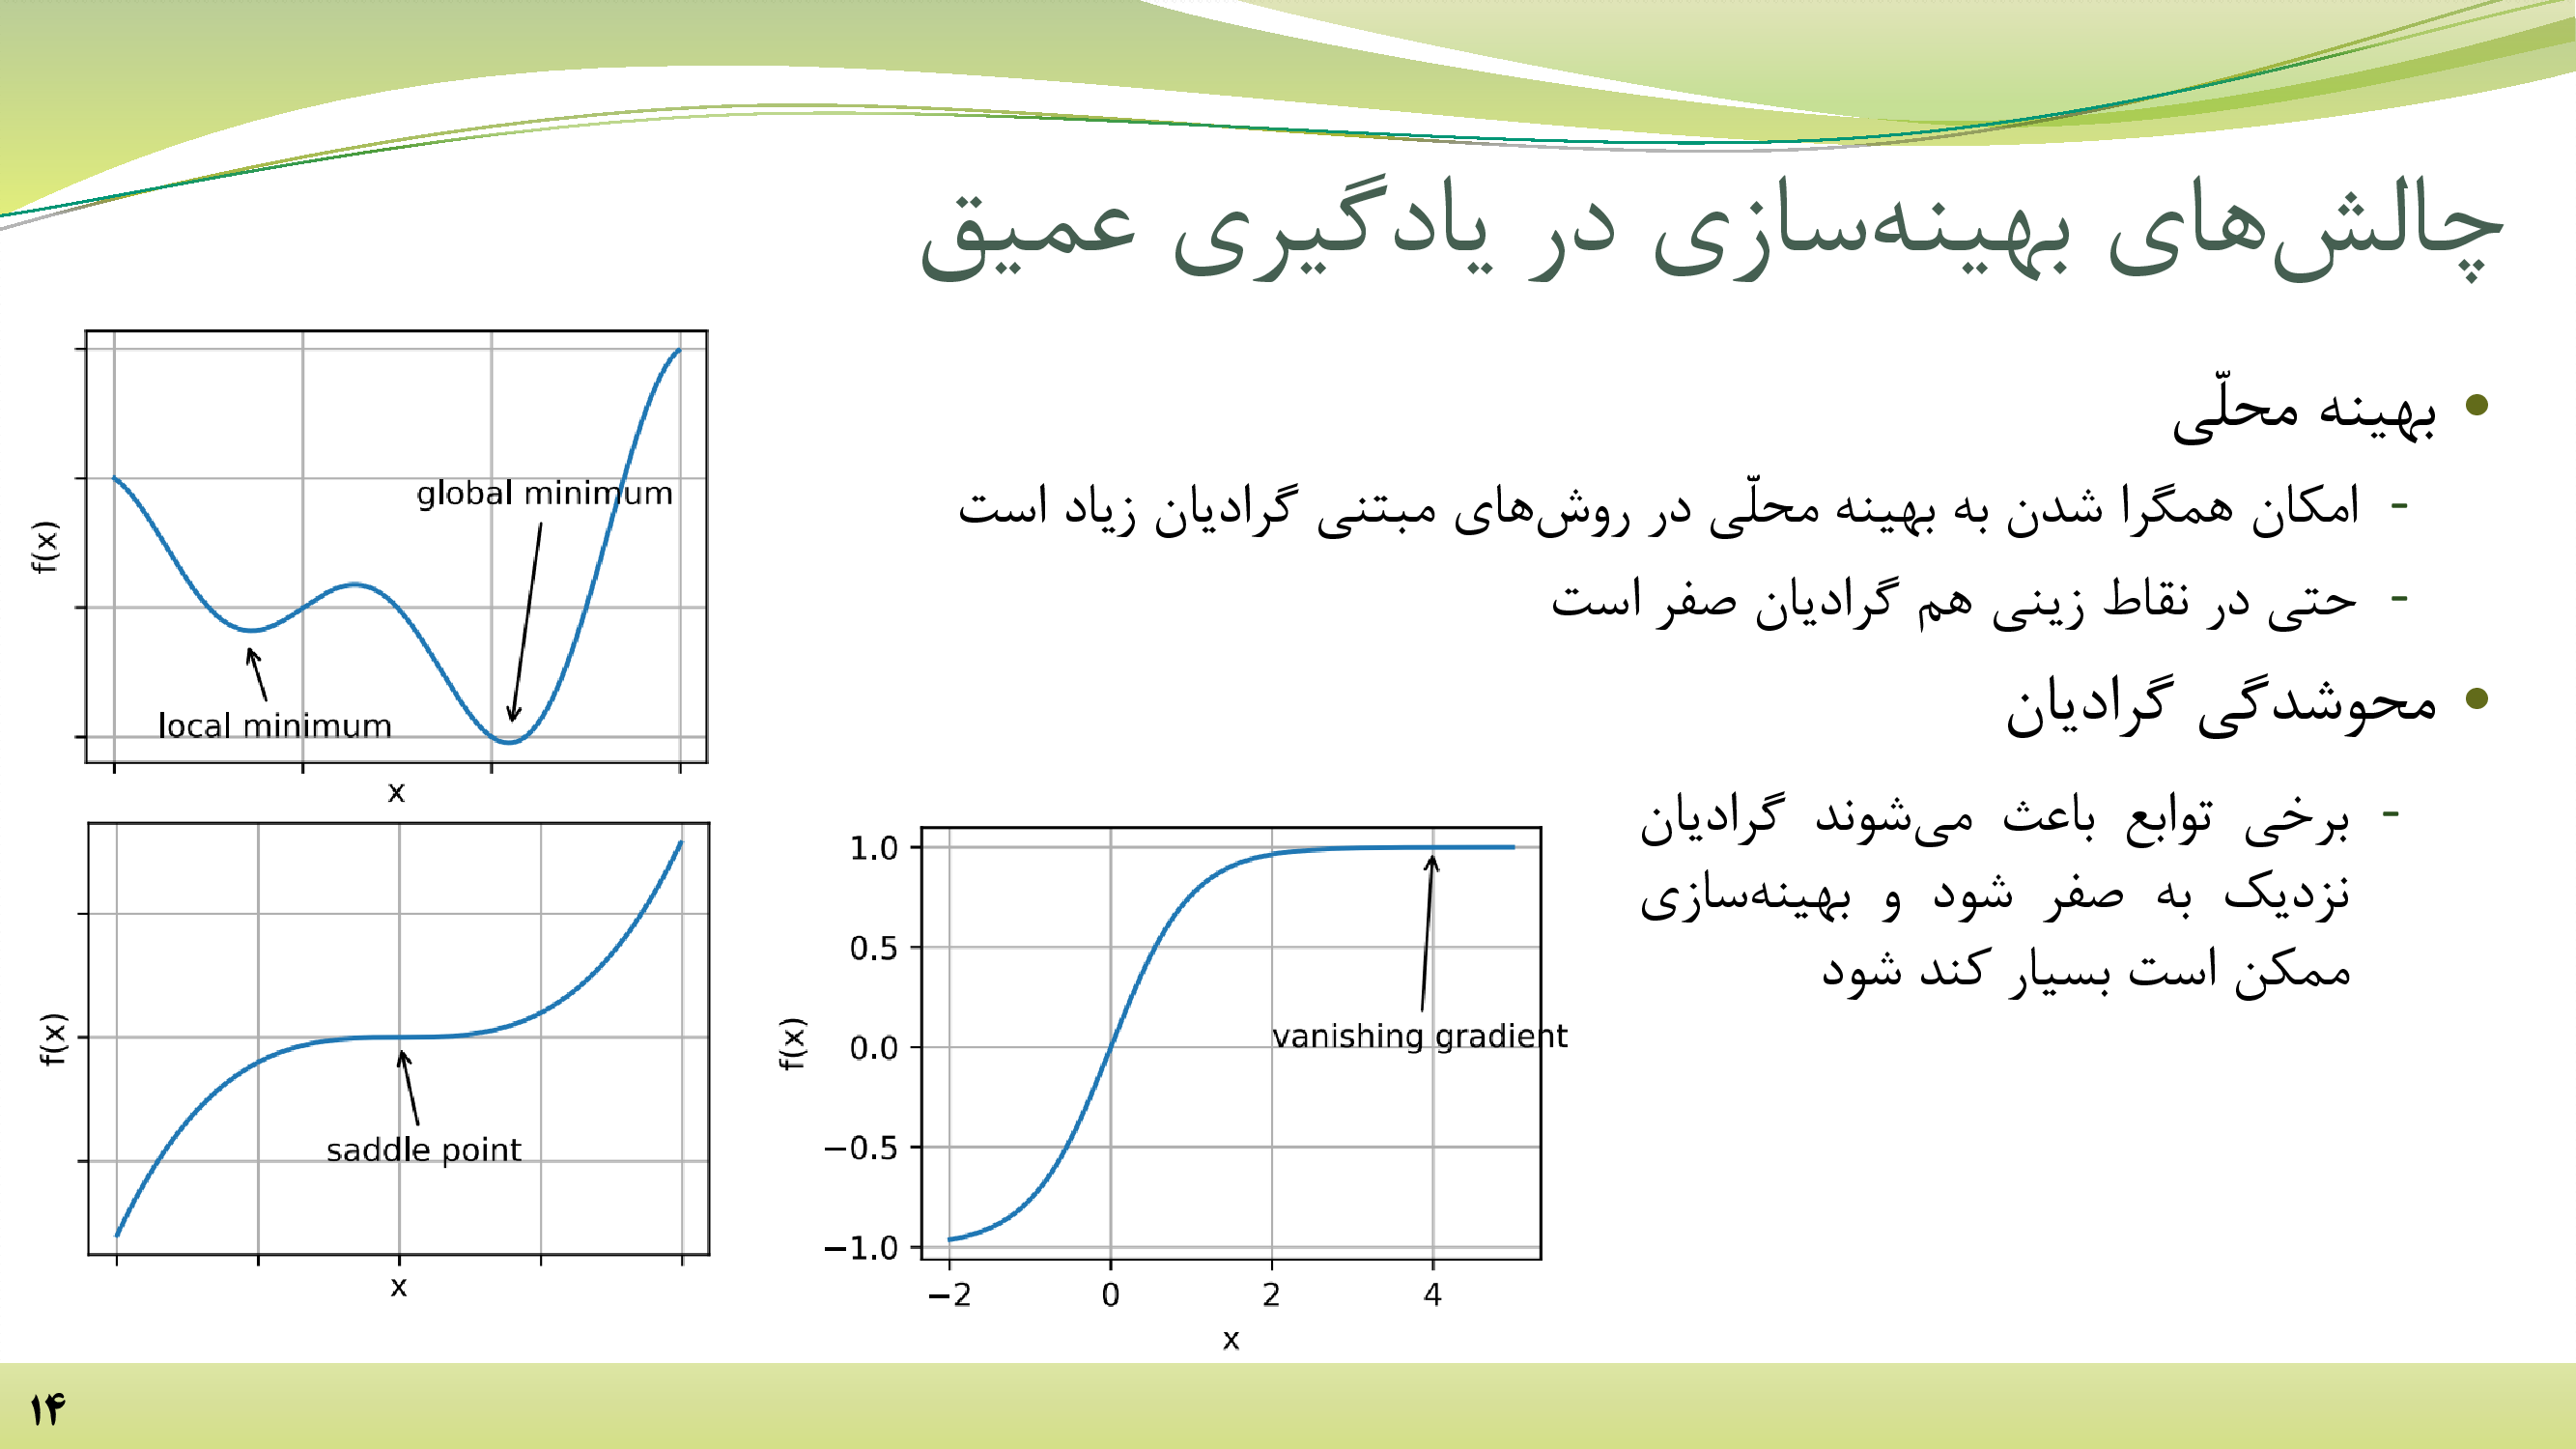 چالش‌های بهینه‌سازی در یادگیری عمیق
• بهینه محلّی
- امکان همگرا شدن به بهینه محلّی در روش‌های مبتنی گرادیان زیاد است
- حتی در نقاط زینی هم گرادیان صفر است
• محوشدگی گرادیان
- برخی توابع باعث می‌شوند گرادیان
نزدیک به صفر شود و بهینه‌سازی
ممکن است بسیار کند شود
global minimum
local minimum
f(x)
x
saddle point
f(x)
x
1.0
0.5
0.0
−0.5
−1.0
vanishing gradient
f(x)
−2 0 2 4
x
۱۴